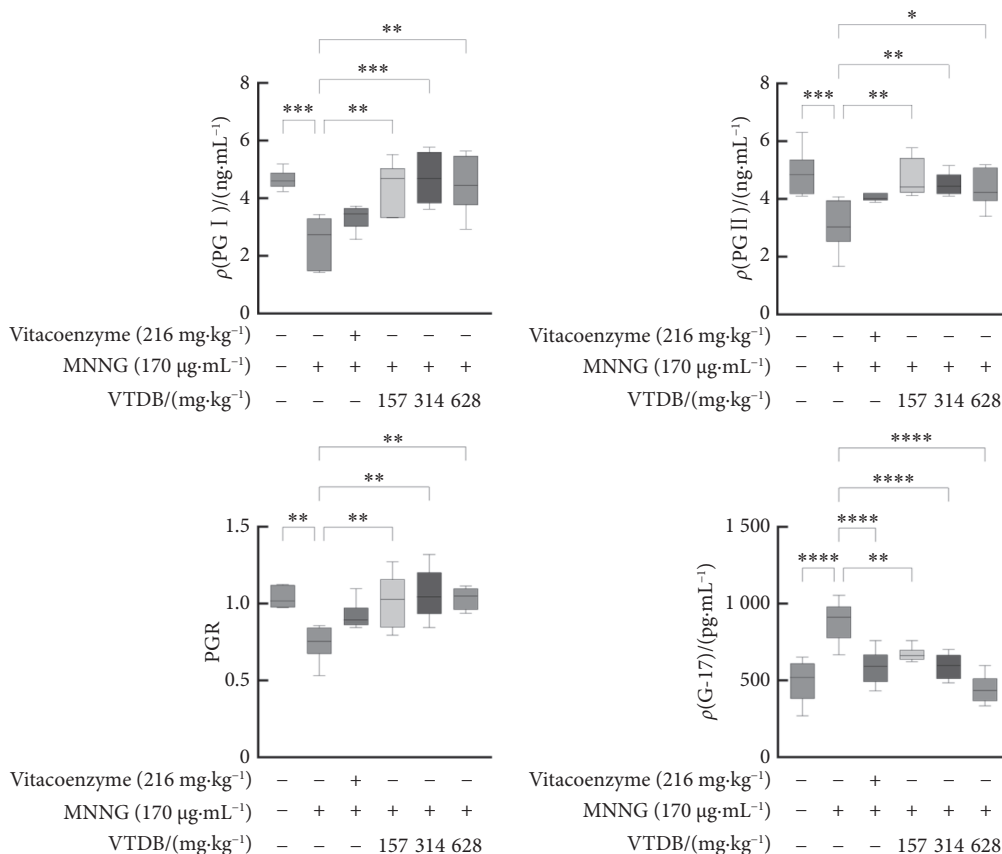 **
***
*** **
8
6
4
2
0
ρ(PG Ⅰ)/(ng·mL⁻¹)
Vitacoenzyme (216 mg·kg⁻¹) – – + – – –
MNNG (170 μg·mL⁻¹) – + + + + +
VTDB/(mg·kg⁻¹) – – – 157 314 628
*
**
*** **
8
6
4
2
0
ρ(PG Ⅱ)/(ng·mL⁻¹)
Vitacoenzyme (216 mg·kg⁻¹) – – + – – –
MNNG (170 μg·mL⁻¹) – + + + + +
VTDB/(mg·kg⁻¹) – – – 157 314 628
**
**
** **
1.5
1.0
0.5
0
PGR
Vitacoenzyme (216 mg·kg⁻¹) – – + – – –
MNNG (170 μg·mL⁻¹) – + + + + +
VTDB/(mg·kg⁻¹) – – – 157 314 628
****
****
****
**** **
1 500
1 000
500
0
ρ(G-17)/(pg·mL⁻¹)
Vitacoenzyme (216 mg·kg⁻¹) – – + – – –
MNNG (170 μg·mL⁻¹) – + + + + +
VTDB/(mg·kg⁻¹) – – – 157 314 628